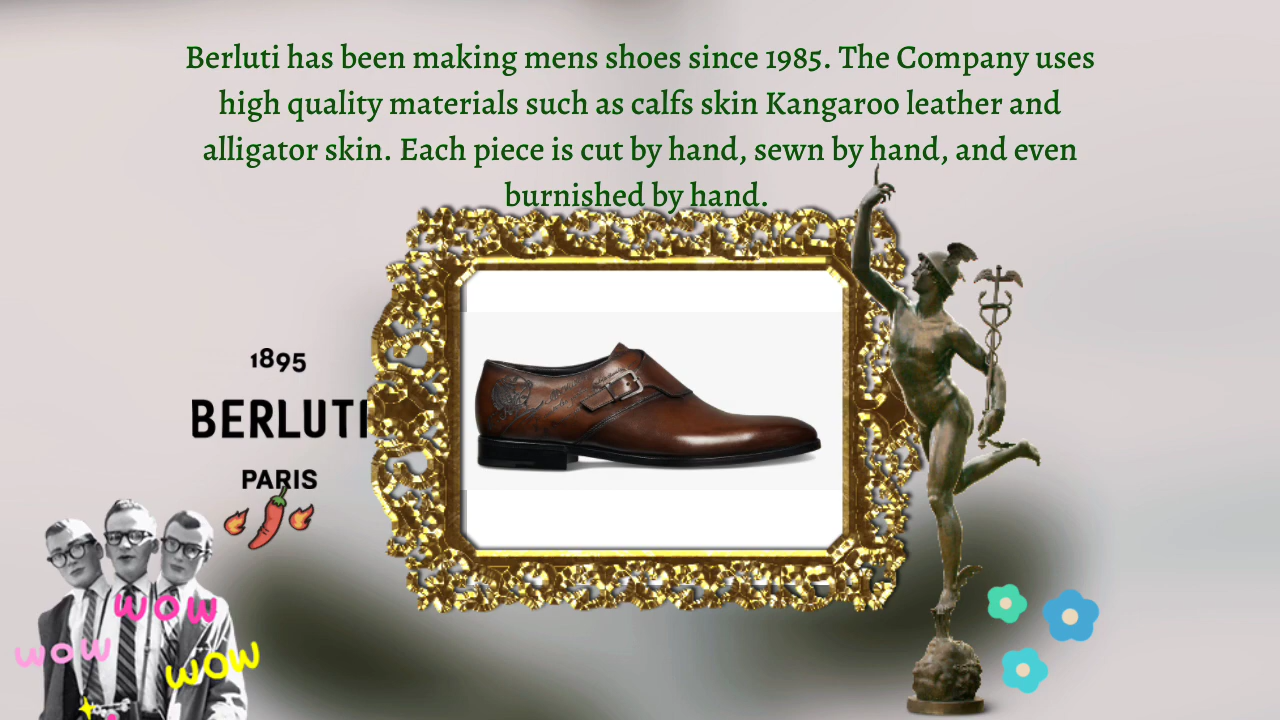 Berluti has been making mens shoes since 1985. The Company uses
high quality materials such as calfs skin Kangaroo leather and
alligator skin. Each piece is cut by hand, sewn by hand, and even
burnished by hand.
1895
BERLUTI
PARIS
wow
wow
wow